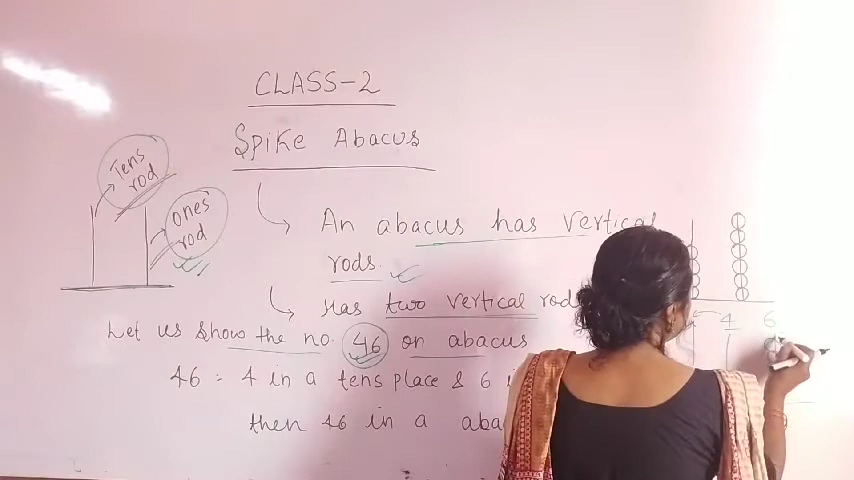 CLASS-2
Spike Abacus
Tens
rod
ones
rod
An abacus has vertical
rods.
Has two vertical rods
Let us show the no. 46 on abacus
46 : 4 in a tens place & 6
then 46 in a
4 6